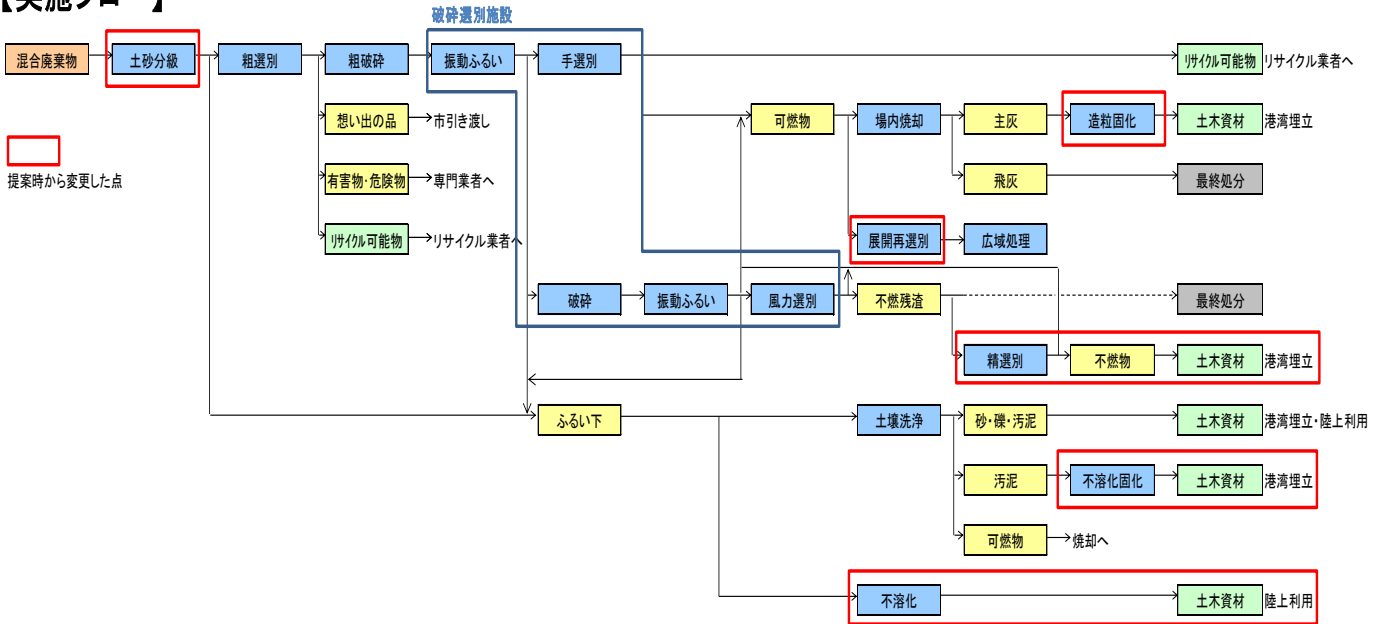 【実施フロー】
破砕選別施設
混合廃棄物
土砂分級
粗選別
粗破砕
振動ふるい
手選別
リサイクル可能物
リサイクル業者へ
想い出の品
市引き渡し
可燃物
場内焼却
主灰
造粒固化
土木資材
港湾埋立
提案時から変更した点
有害物・危険物
専門業者へ
飛灰
最終処分
リサイクル可能物
リサイクル業者へ
展開再選別
広域処理
破砕
振動ふるい
風力選別
不燃残渣
最終処分
精選別
不燃物
土木資材
港湾埋立
ふるい下
土壌洗浄
砂・礫・汚泥
土木資材
港湾埋立・陸上利用
汚泥
不溶化固化
土木資材
港湾埋立
可燃物
焼却へ
不溶化
土木資材
陸上利用